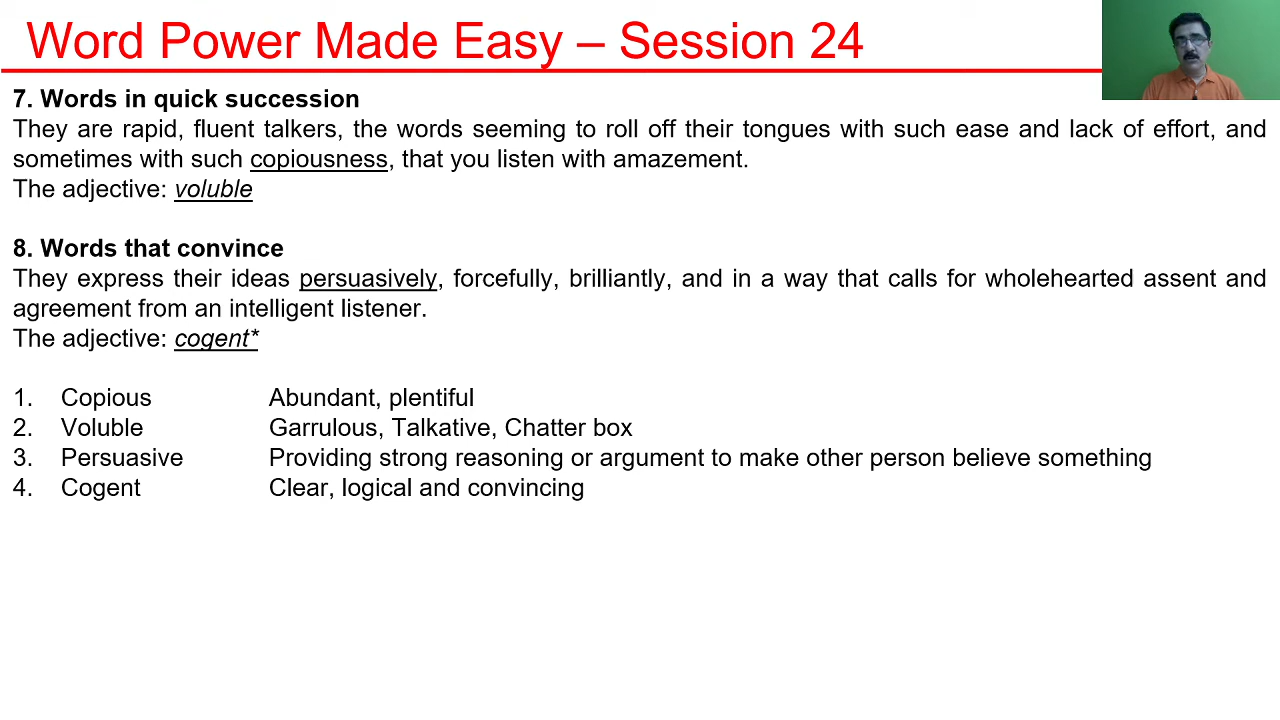 Word Power Made Easy – Session 24
7. Words in quick succession
They are rapid, fluent talkers, the words seeming to roll off their tongues with such ease and lack of effort, and
sometimes with such copiousness, that you listen with amazement.
The adjective: voluble
8. Words that convince
They express their ideas persuasively, forcefully, brilliantly, and in a way that calls for wholehearted assent and
agreement from an intelligent listener.
The adjective: cogent*
1. Copious Abundant, plentiful
2. Voluble Garrulous, Talkative, Chatter box
3. Persuasive Providing strong reasoning or argument to make other person believe something
4. Cogent Clear, logical and convincing